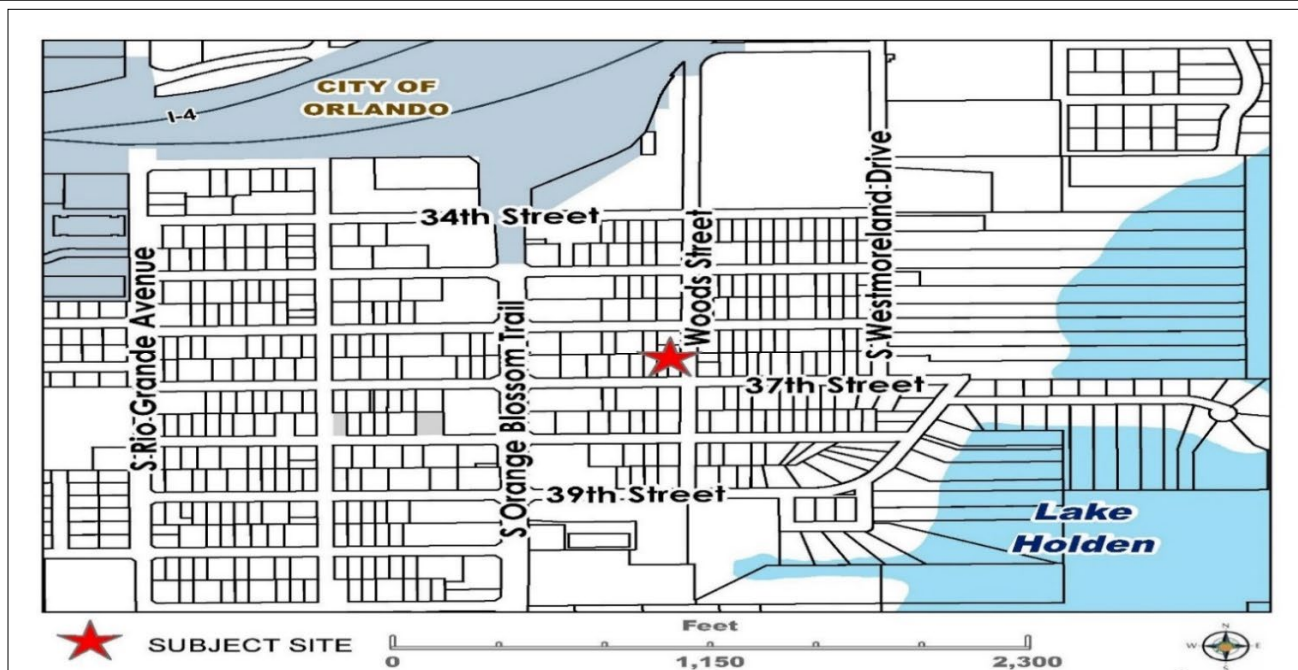 CITY OF
ORLANDO
I-4
34th Street
S Rio Grande Avenue
S Orange Blossom Trail
Woods Street
S Westmoreland Drive
37th Street
39th Street
Lake
Holden
SUBJECT SITE
Feet
0
1,150
2,300
N
W
E